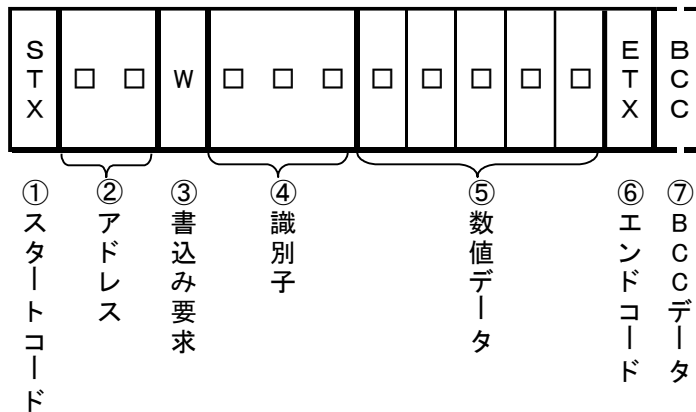 STX □ □ W □ □ □ □ □ □ □ □ ETX BCC
①スタートコード
②アドレス
③書込み要求
④識別子
⑤数値データ
⑥エンドコード
⑦BCCデータ